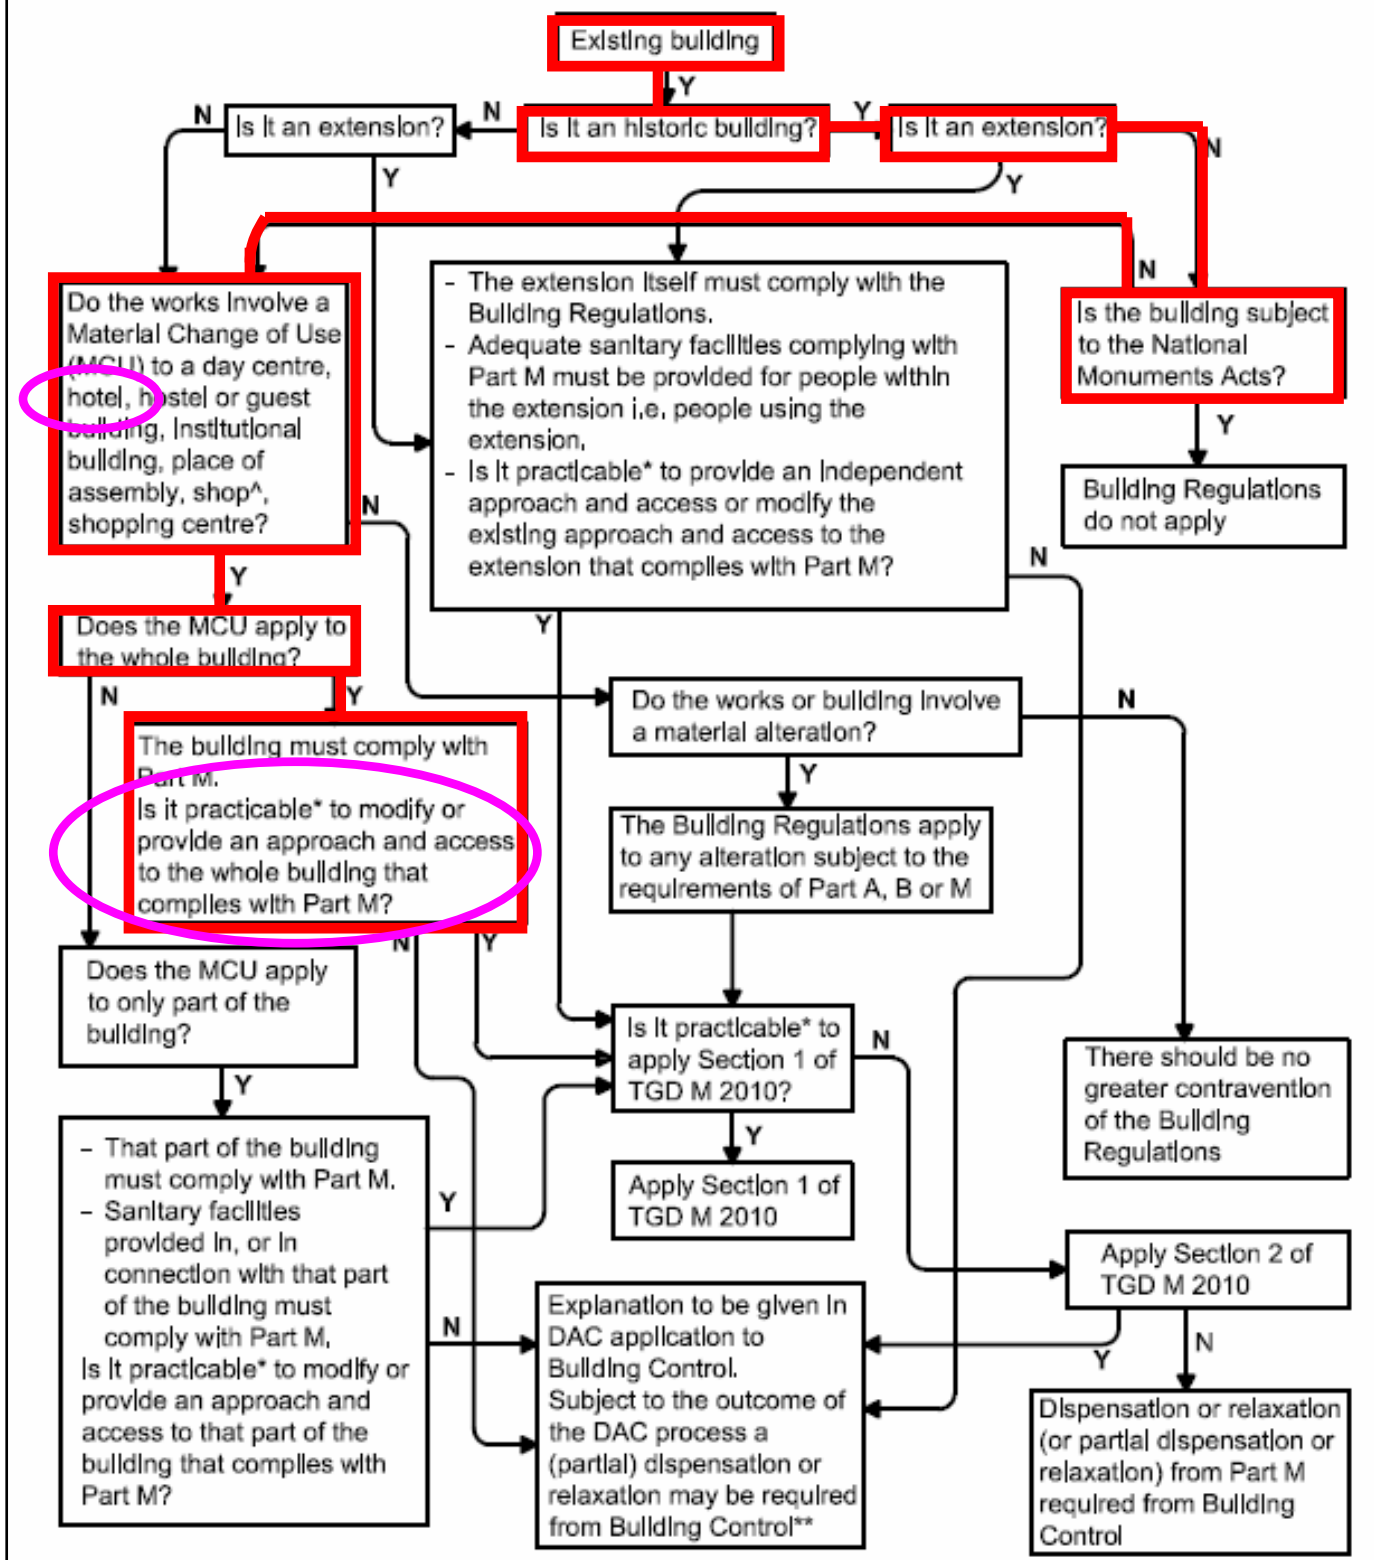 Existing building
Y
N
Is it an extension?
N
Is it an historic building?
Y
Is it an extension?
N
Y
Y
Do the works involve a
Material Change of Use
(MCU) to a day centre,
hotel, hostel or guest
building, institutional
building, place of
assembly, shop^,
shopping centre?
- The extension itself must comply with the
Building Regulations.
- Adequate sanitary facilities complying with
Part M must be provided for people within
the extension i.e. people using the
extension.
- Is it practicable* to provide an independent
approach and access or modify the
existing approach and access to the
extension that complies with Part M?
N
Is the building subject
to the National
Monuments Acts?
Y
Building Regulations
do not apply
N
N
Y
Y
Does the MCU apply to
the whole building?
N
Y
Do the works or building involve
a material alteration?
N
Y
The building must comply with
Part M.
Is it practicable* to modify or
provide an approach and access
to the whole building that
complies with Part M?
The Building Regulations apply
to any alteration subject to the
requirements of Part A, B or M
N
Y
Does the MCU apply
to only part of the
building?
Y
Is it practicable* to
apply Section 1 of
TGD M 2010?
N
Y
There should be no
greater contravention
of the Building
Regulations
– That part of the building
must comply with Part M.
– Sanitary facilities
provided in, or in
connection with that part
of the building must
comply with Part M.
Is it practicable* to modify or
provide an approach and
access to that part of the
building that complies with
Part M?
Y
N
Apply Section 1 of
TGD M 2010
Apply Section 2 of
TGD M 2010
Y
N
Explanation to be given in
DAC application to
Building Control.
Subject to the outcome of
the DAC process a
(partial) dispensation or
relaxation may be required
from Building Control**
Dispensation or relaxation
(or partial dispensation or
relaxation) from Part M
required from Building
Control